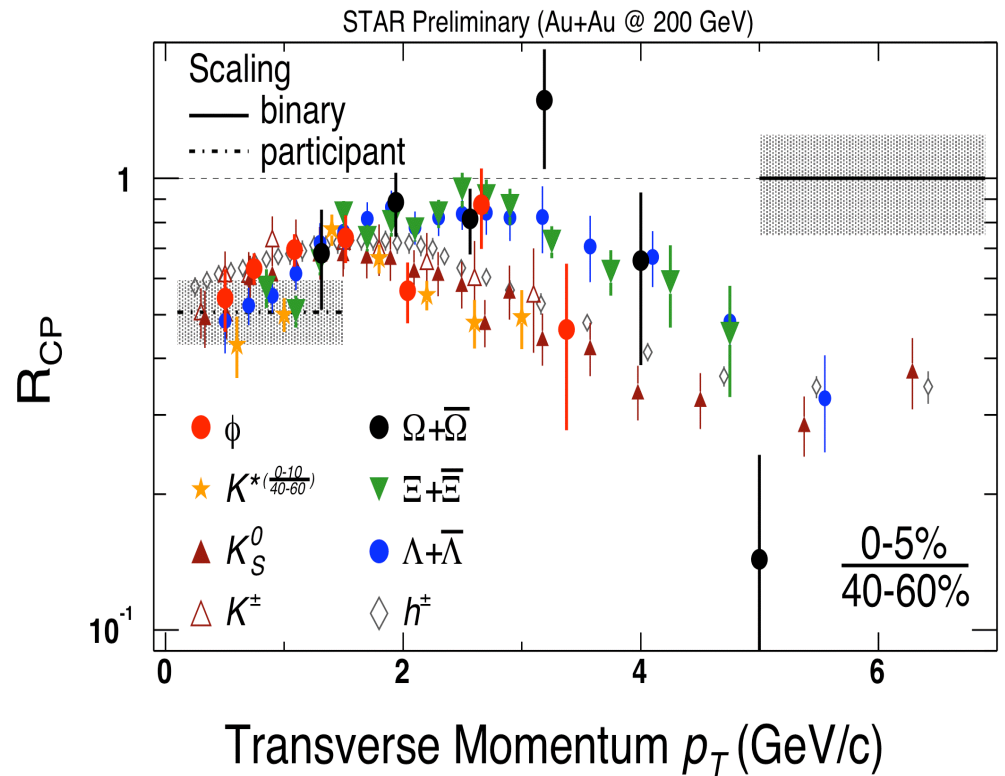 STAR Preliminary (Au+Au @ 200 GeV)
Scaling
binary
participant
1
10⁻¹
R_CP
ϕ
K*(0-10/40-60)
K⁰_S
K^±
Ω+Ω̅
Ξ+Ξ̅
Λ+Λ̅
h^±
0-5%
40-60%
0 2 4 6
Transverse Momentum p_T (GeV/c)